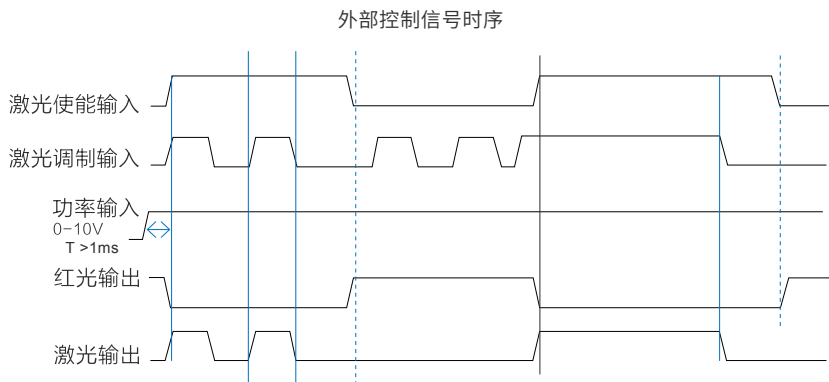 外部控制信号时序
激光使能输入
激光调制输入
功率输入
0-10V
T >1ms
红光输出
激光输出